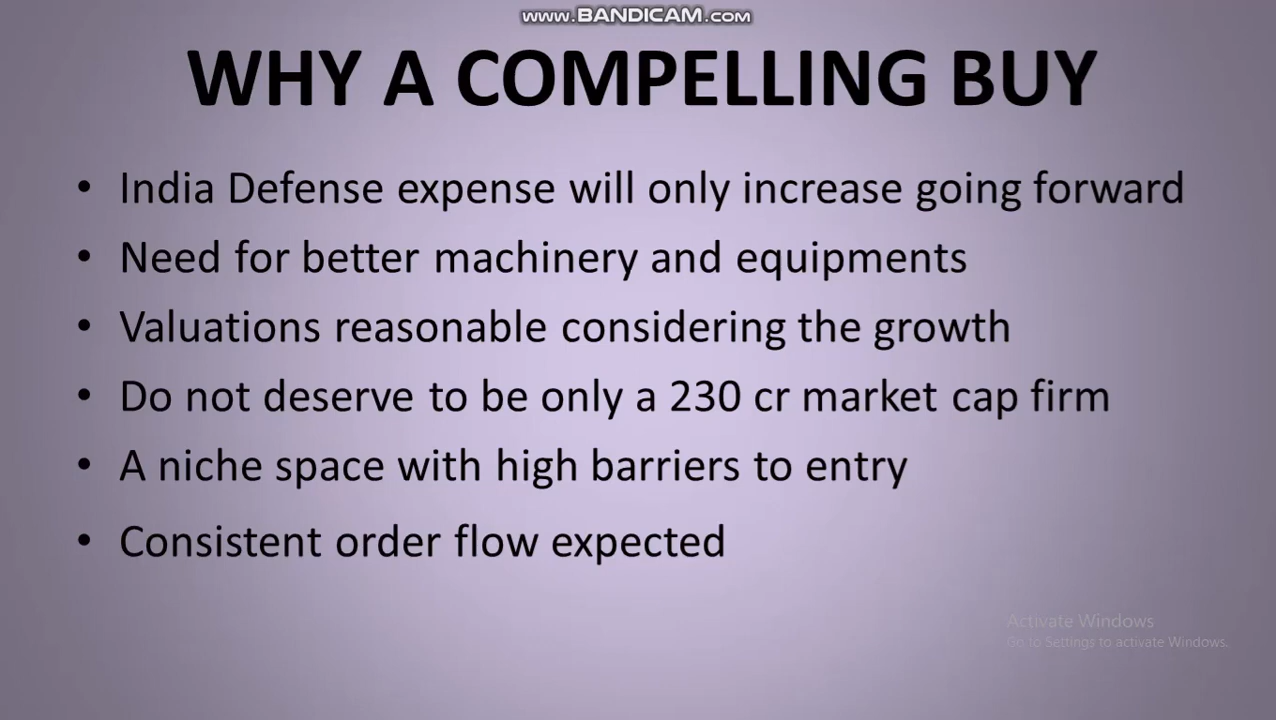 www.BANDICAM.com
WHY A COMPELLING BUY
• India Defense expense will only increase going forward
• Need for better machinery and equipments
• Valuations reasonable considering the growth
• Do not deserve to be only a 230 cr market cap firm
• A niche space with high barriers to entry
• Consistent order flow expected
Activate Windows
Go to Settings to activate Windows.